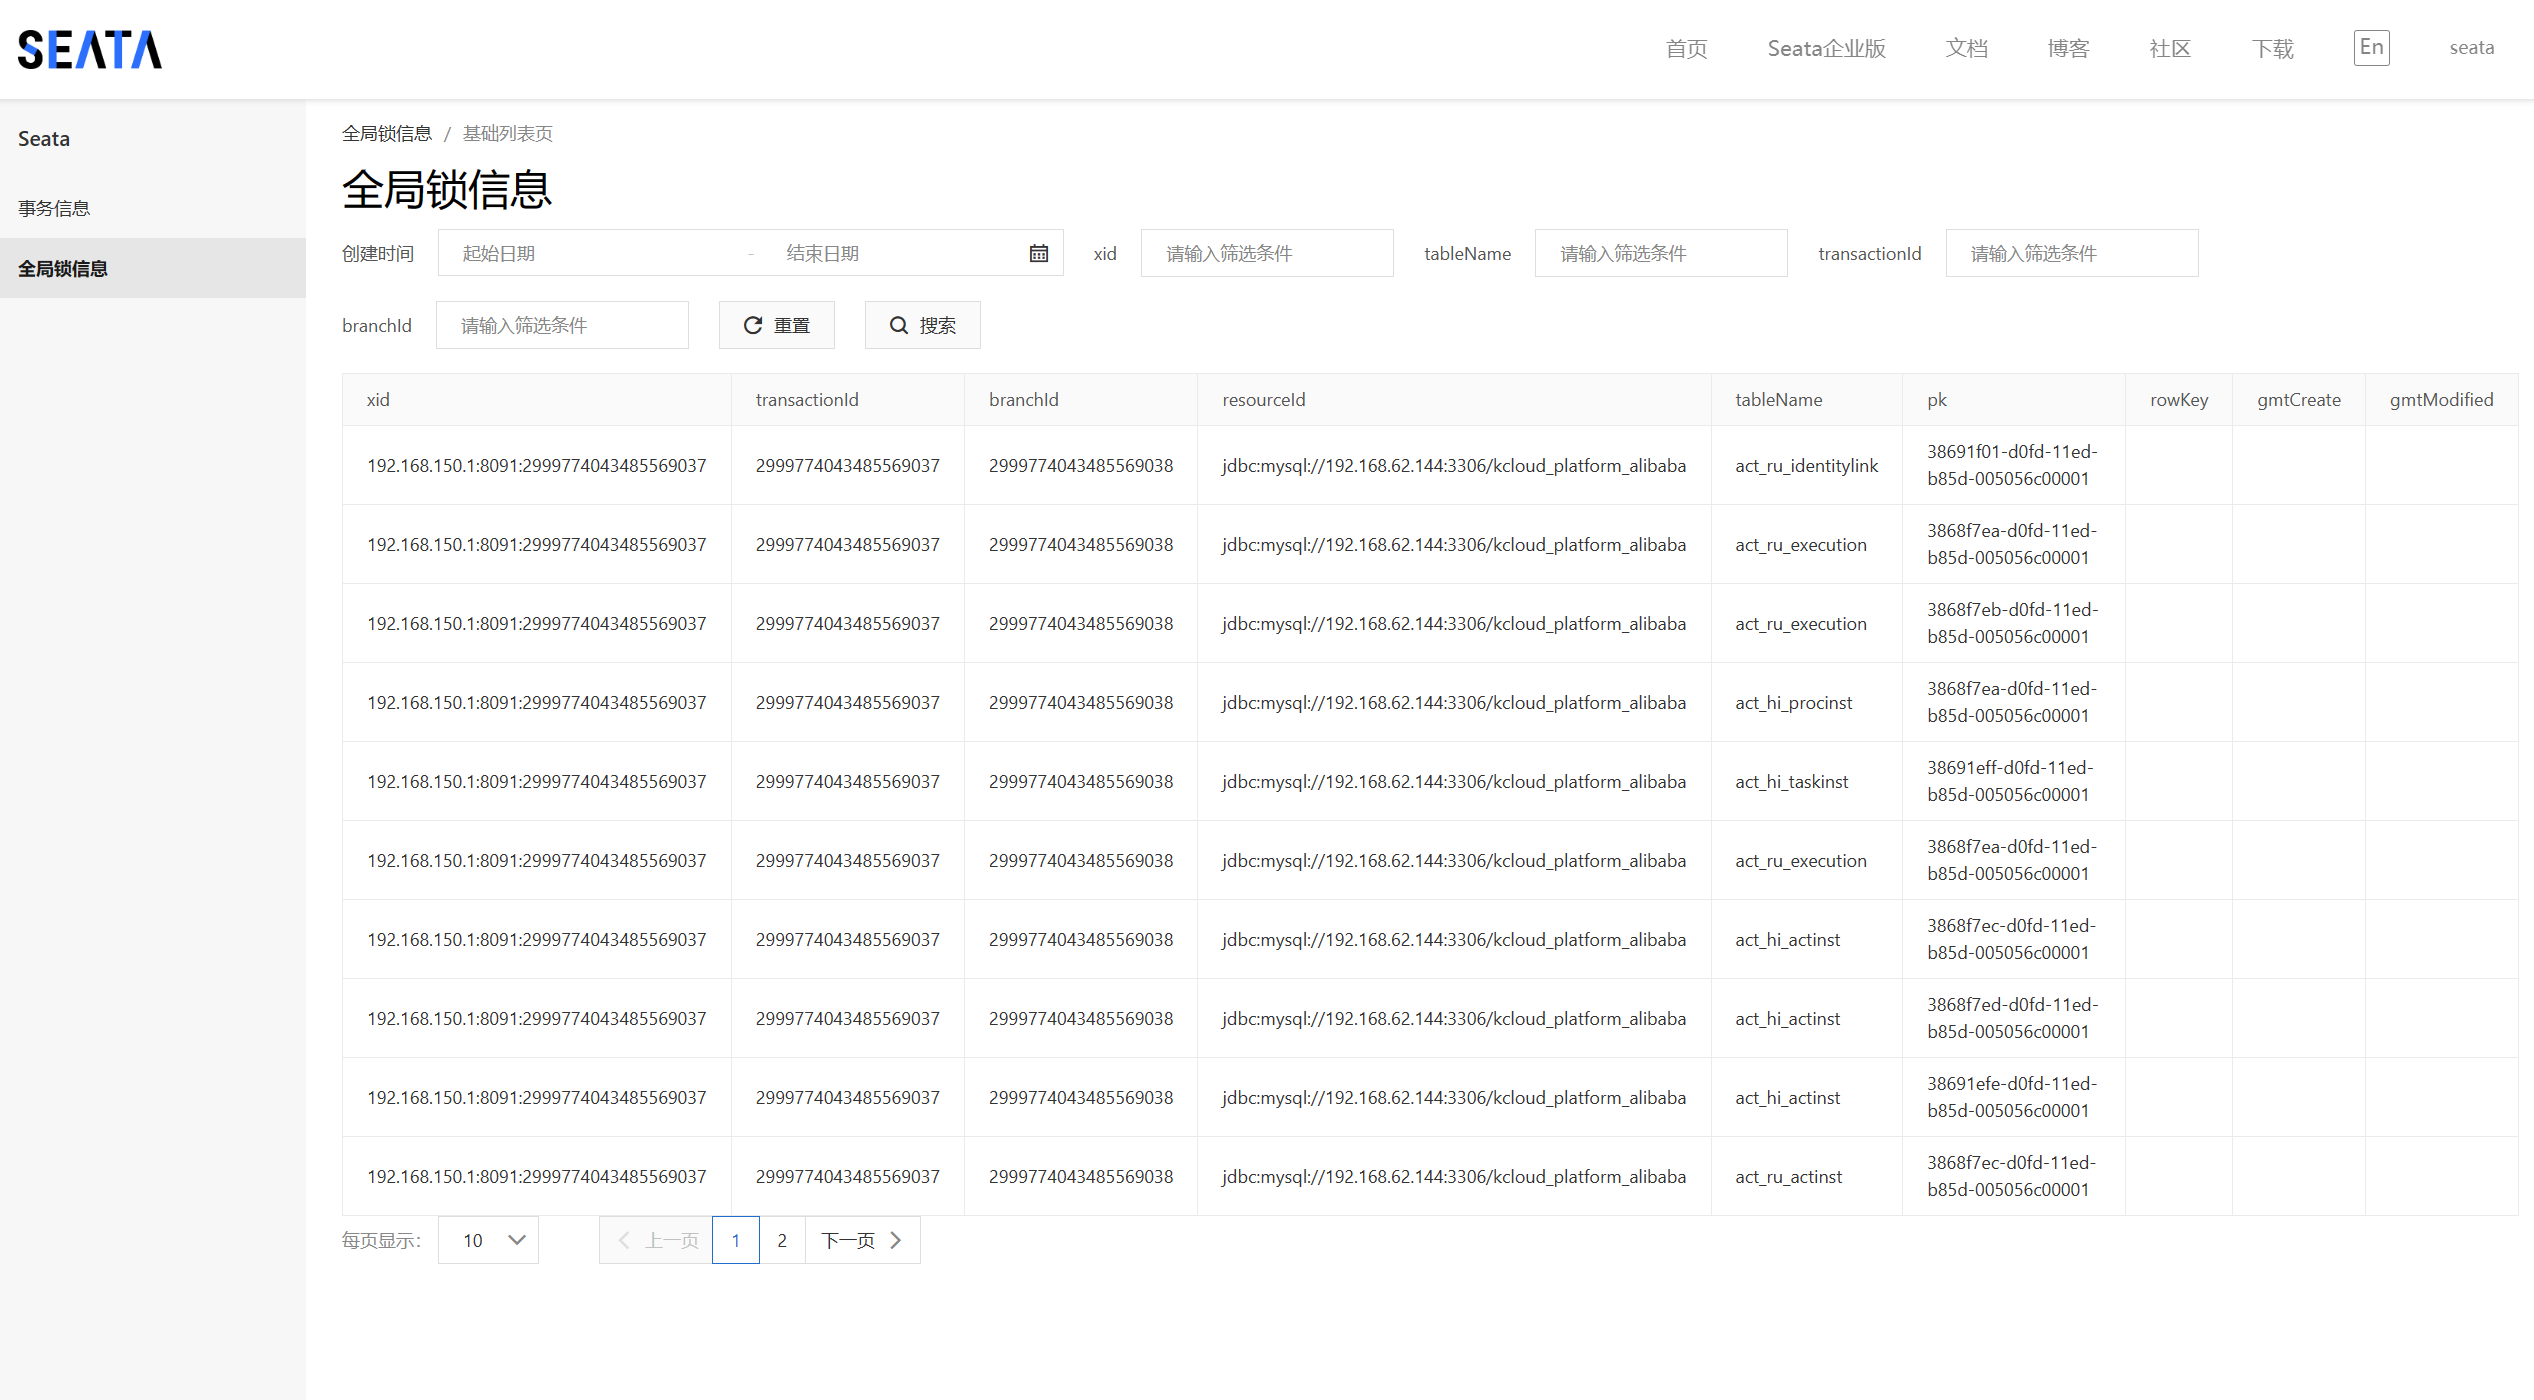 SEATA
首页 Seata企业版 文档 博客 社区 下载 En seata
Seata
事务信息
全局锁信息
全局锁信息 / 基础列表页
全局锁信息
创建时间 起始日期 - 结束日期 xid 请输入筛选条件 tableName 请输入筛选条件 transactionId 请输入筛选条件
branchId 请输入筛选条件 重置 搜索
xid transactionId branchId resourceId tableName pk rowKey gmtCreate gmtModified
192.168.150.1:8091:2999774043485569037 2999774043485569037 2999774043485569038 jdbc:mysql://192.168.62.144:3306/kcloud_platform_alibaba act_ru_identitylink 38691f01-d0fd-11ed-
b85d-005056c00001
192.168.150.1:8091:2999774043485569037 2999774043485569037 2999774043485569038 jdbc:mysql://192.168.62.144:3306/kcloud_platform_alibaba act_ru_execution 3868f7ea-d0fd-11ed-
b85d-005056c00001
192.168.150.1:8091:2999774043485569037 2999774043485569037 2999774043485569038 jdbc:mysql://192.168.62.144:3306/kcloud_platform_alibaba act_ru_execution 3868f7eb-d0fd-11ed-
b85d-005056c00001
192.168.150.1:8091:2999774043485569037 2999774043485569037 2999774043485569038 jdbc:mysql://192.168.62.144:3306/kcloud_platform_alibaba act_hi_procinst 3868f7ea-d0fd-11ed-
b85d-005056c00001
192.168.150.1:8091:2999774043485569037 2999774043485569037 2999774043485569038 jdbc:mysql://192.168.62.144:3306/kcloud_platform_alibaba act_hi_taskinst 38691eff-d0fd-11ed-
b85d-005056c00001
192.168.150.1:8091:2999774043485569037 2999774043485569037 2999774043485569038 jdbc:mysql://192.168.62.144:3306/kcloud_platform_alibaba act_ru_execution 3868f7ea-d0fd-11ed-
b85d-005056c00001
192.168.150.1:8091:2999774043485569037 2999774043485569037 2999774043485569038 jdbc:mysql://192.168.62.144:3306/kcloud_platform_alibaba act_hi_actinst 3868f7ec-d0fd-11ed-
b85d-005056c00001
192.168.150.1:8091:2999774043485569037 2999774043485569037 2999774043485569038 jdbc:mysql://192.168.62.144:3306/kcloud_platform_alibaba act_hi_actinst 3868f7ed-d0fd-11ed-
b85d-005056c00001
192.168.150.1:8091:2999774043485569037 2999774043485569037 2999774043485569038 jdbc:mysql://192.168.62.144:3306/kcloud_platform_alibaba act_hi_actinst 38691efe-d0fd-11ed-
b85d-005056c00001
192.168.150.1:8091:2999774043485569037 2999774043485569037 2999774043485569038 jdbc:mysql://192.168.62.144:3306/kcloud_platform_alibaba act_ru_actinst 3868f7ec-d0fd-11ed-
b85d-005056c00001
每页显示: 10 上一页 1 2 下一页